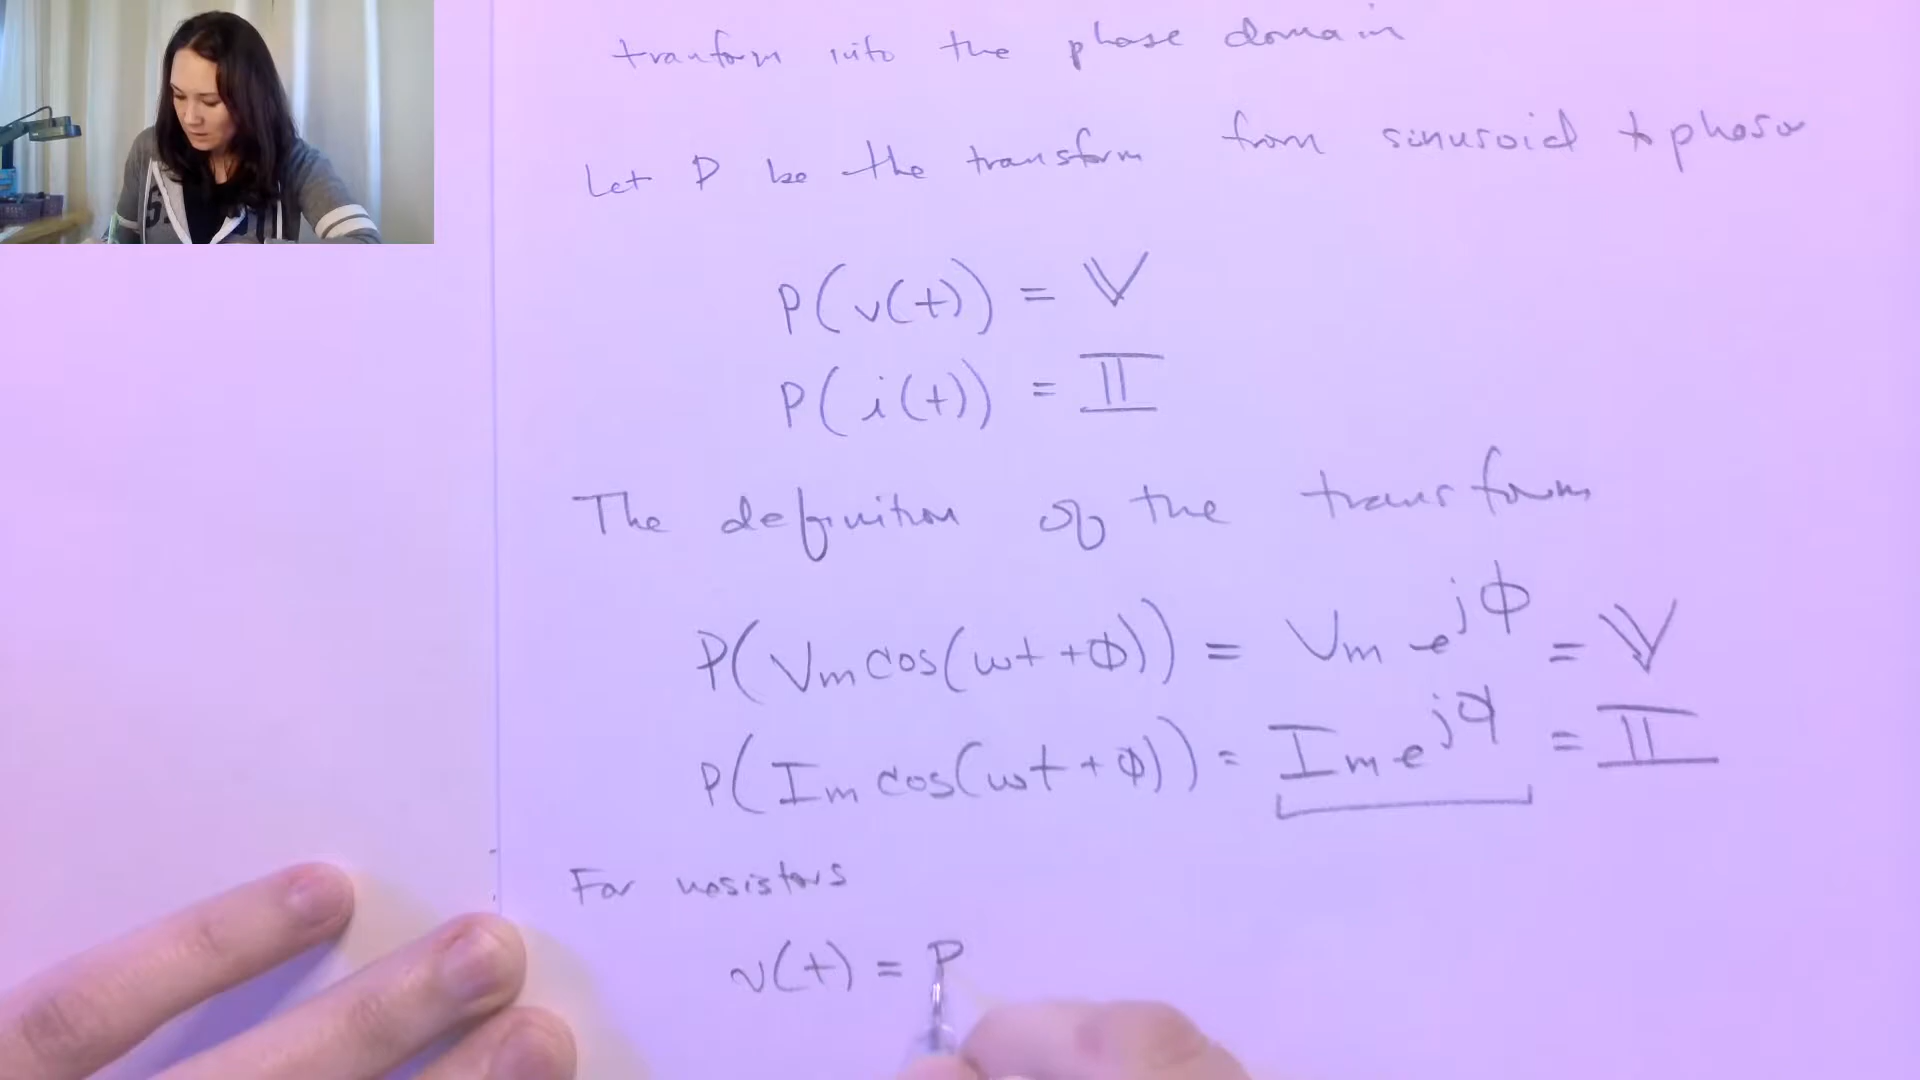 tranform into the phase domain
Let P be the transform from sinusoid to phasor
P(v(t)) = 𝕍
P(i(t)) = 𝕀
The definition of the transform
P(Vm cos(ωt + ϕ)) = Vm e^jϕ = 𝕍
P(Im cos(ωt + ϕ)) = Im e^jϕ = 𝕀
For resistors
v(t) = P